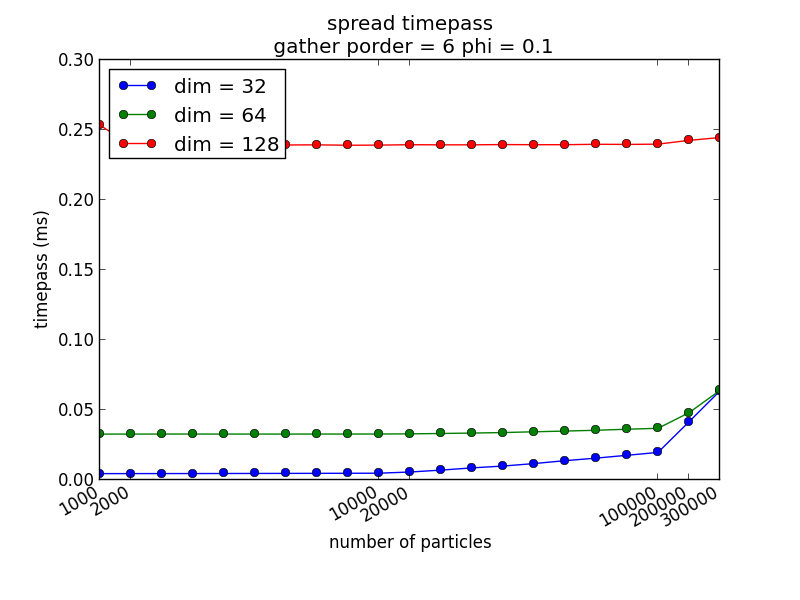 spread timepass
gather porder = 6 phi = 0.1
0.30
0.25
0.20
0.15
0.10
0.05
0.00
timepass (ms)
dim = 32
dim = 64
dim = 128
1000
2000
10000
20000
100000
200000
300000
number of particles